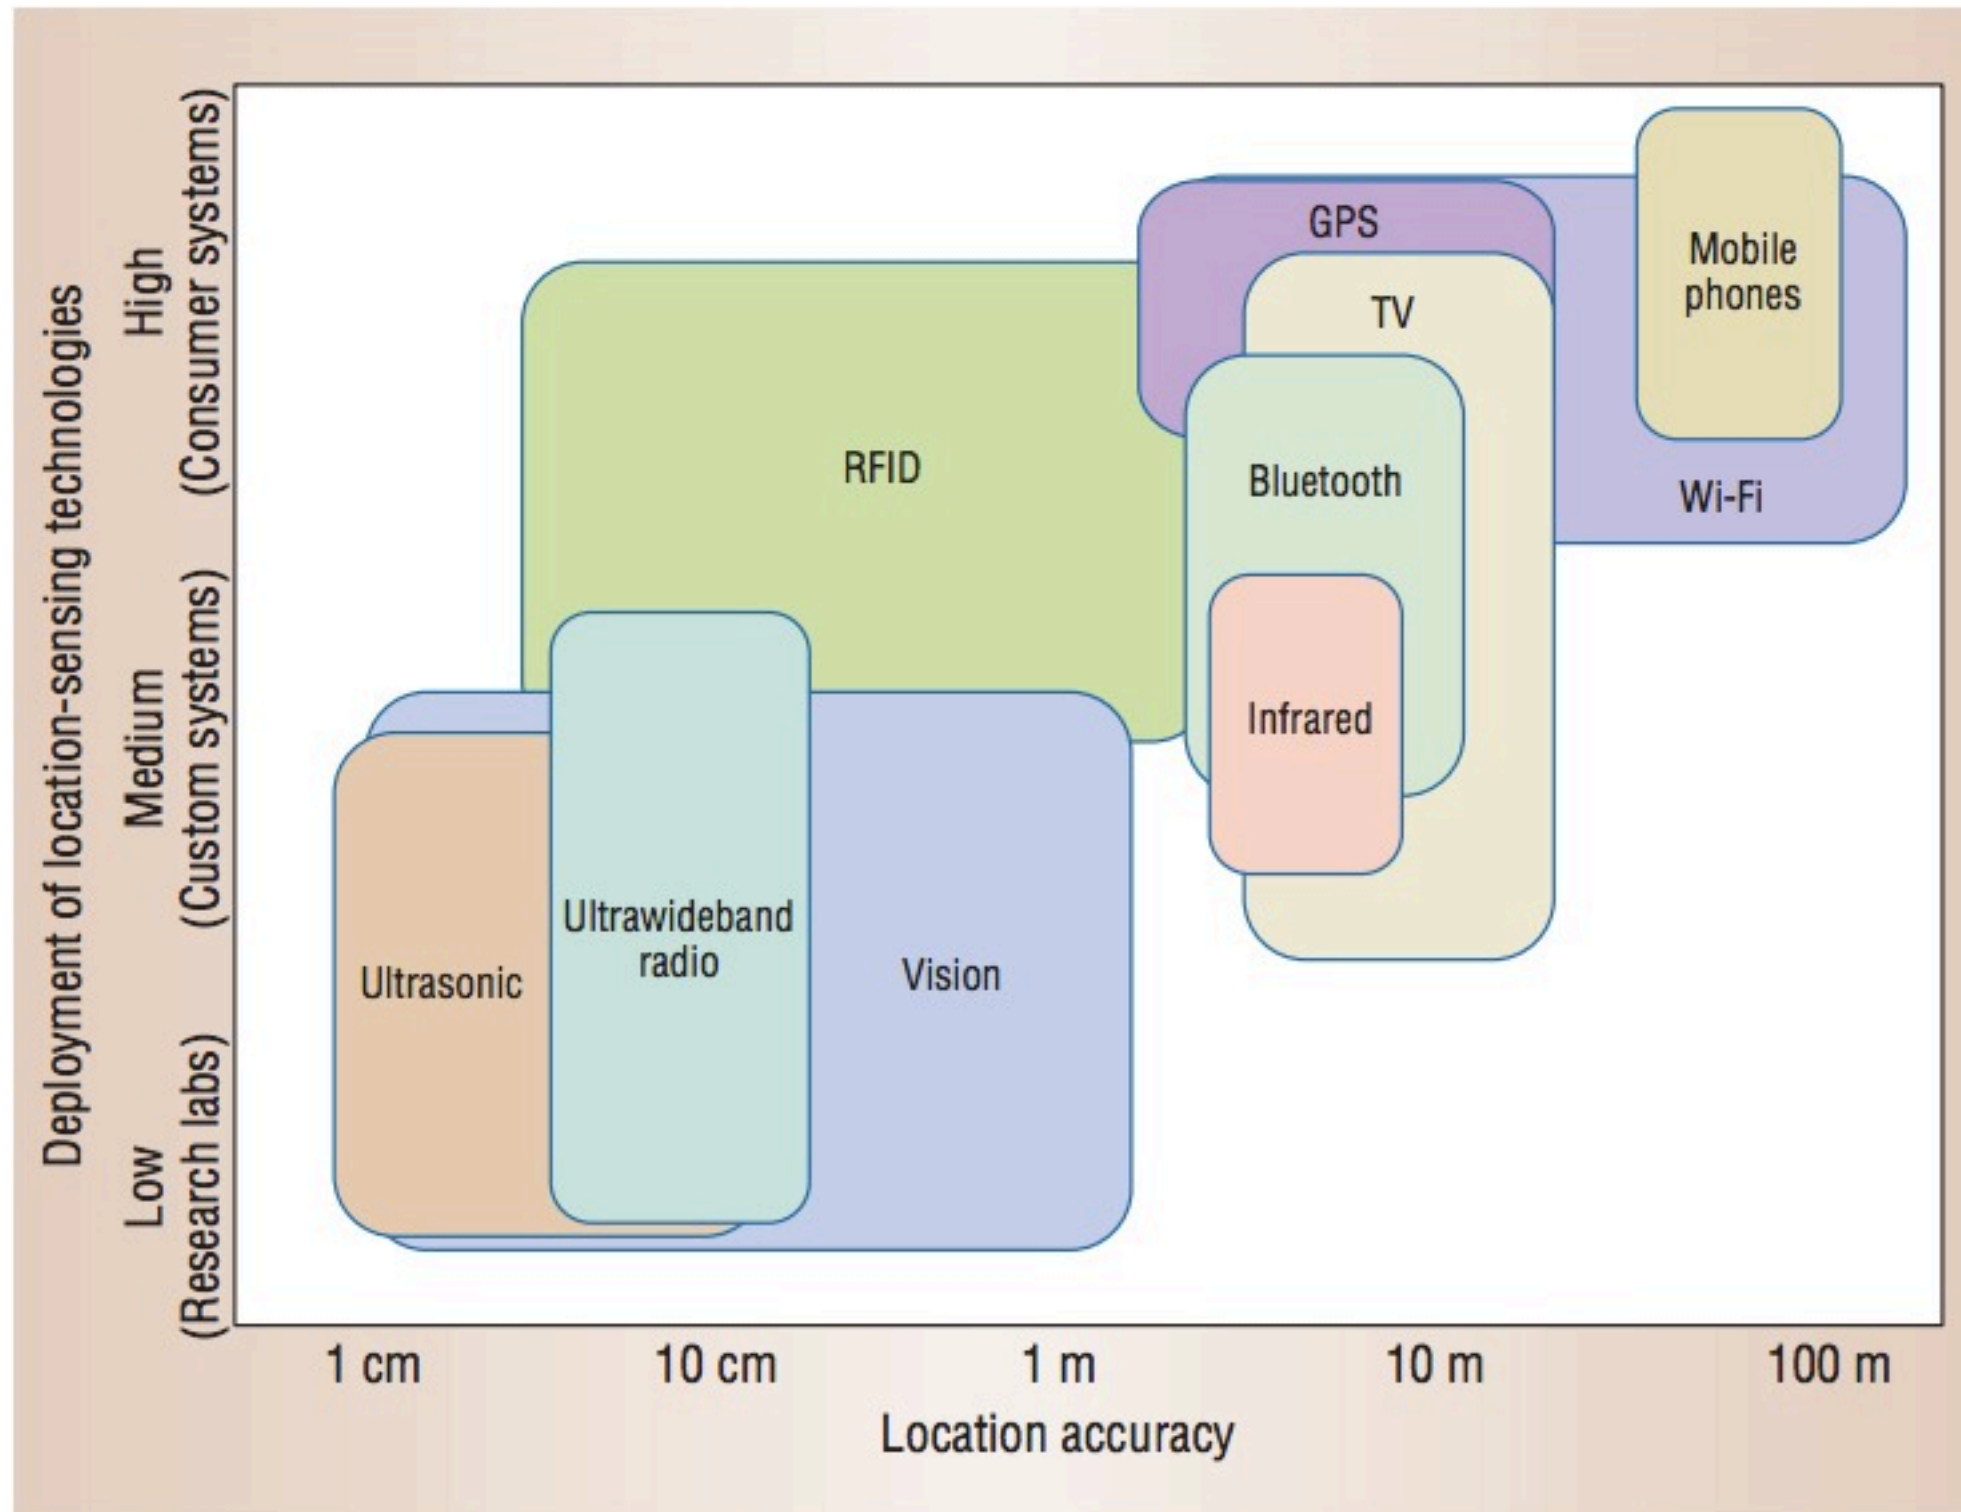 Deployment of location-sensing technologies
High
(Consumer systems)
Medium
(Custom systems)
Low
(Research labs)
GPS
Mobile
phones
TV
RFID
Bluetooth
Wi-Fi
Infrared
Ultrawideband
radio
Ultrasonic
Vision
1 cm
10 cm
1 m
10 m
100 m
Location accuracy